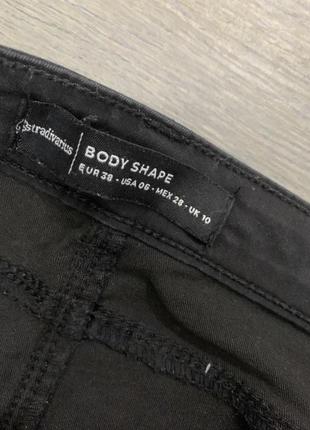 stradivarius
BODY SHAPE
EUR 38 · USA 06 · MEX 28 · UK 10